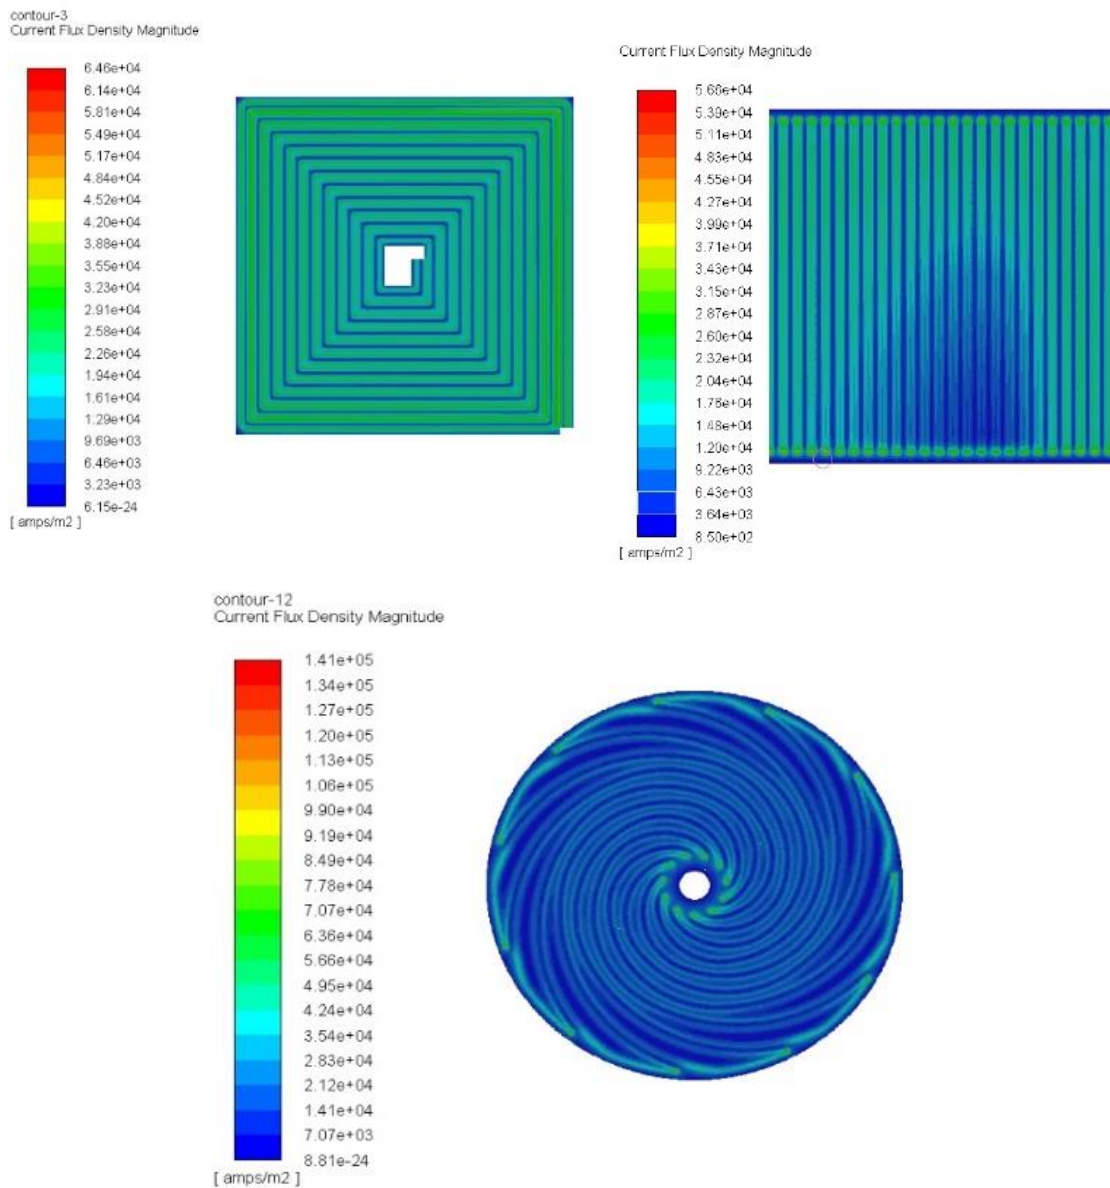 contour-3
Current Flux Density Magnitude
6.46e+04
6.14e+04
5.81e+04
5.49e+04
5.17e+04
4.84e+04
4.52e+04
4.20e+04
3.88e+04
3.55e+04
3.23e+04
2.91e+04
2.58e+04
2.26e+04
1.94e+04
1.61e+04
1.29e+04
9.69e+03
6.46e+03
3.23e+03
6.15e-24
[ amps/m2 ]
Current Flux Density Magnitude
5.66e+04
5.39e+04
5.11e+04
4.83e+04
4.55e+04
4.27e+04
3.99e+04
3.71e+04
3.43e+04
3.15e+04
2.87e+04
2.60e+04
2.32e+04
2.04e+04
1.76e+04
1.48e+04
1.20e+04
9.22e+03
6.43e+03
3.64e+03
8.50e+02
[ amps/m2 ]
contour-12
Current Flux Density Magnitude
1.41e+05
1.34e+05
1.27e+05
1.20e+05
1.13e+05
1.06e+05
9.90e+04
9.19e+04
8.49e+04
7.78e+04
7.07e+04
6.36e+04
5.66e+04
4.95e+04
4.24e+04
3.54e+04
2.83e+04
2.12e+04
1.41e+04
7.07e+03
8.81e-24
[ amps/m2 ]